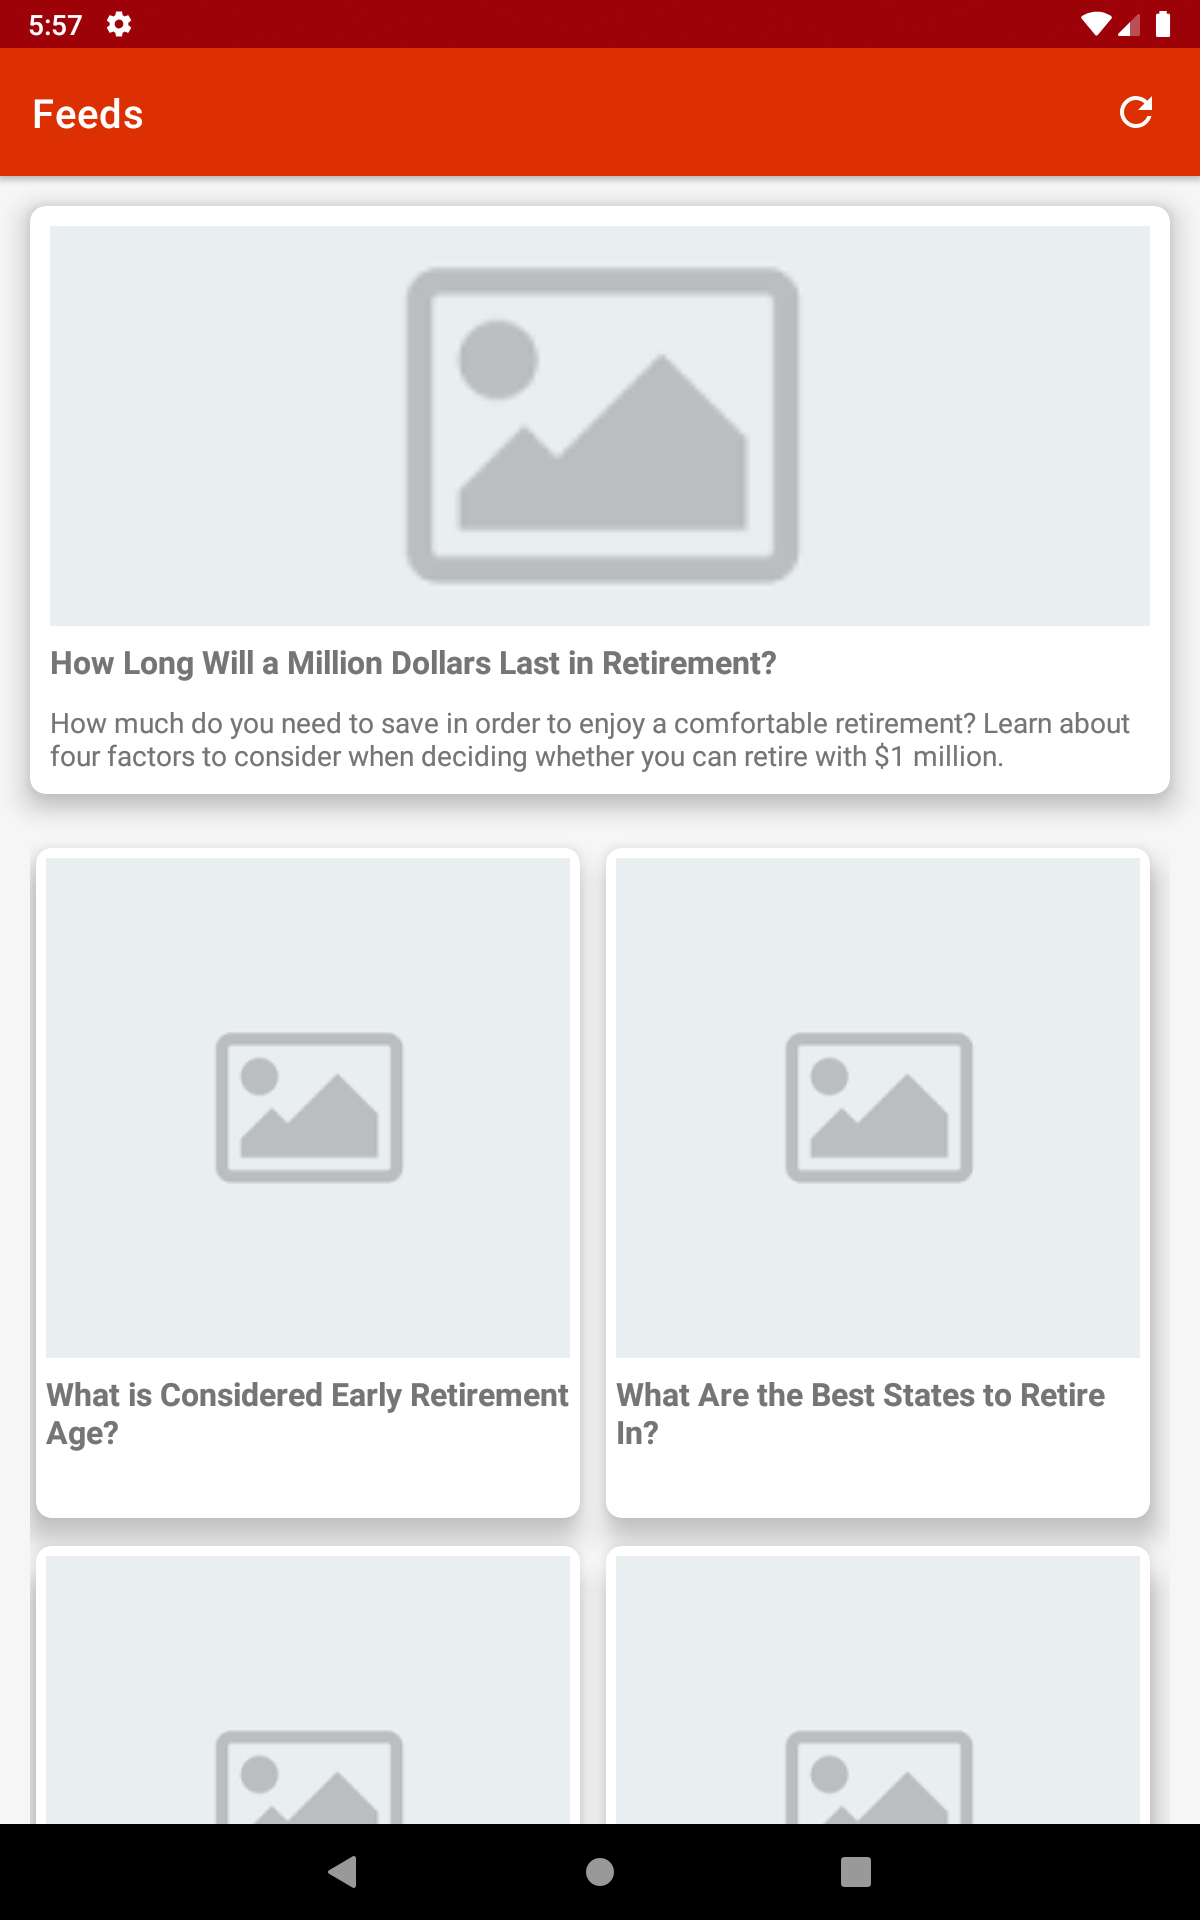 5:57
Feeds
How Long Will a Million Dollars Last in Retirement?
How much do you need to save in order to enjoy a comfortable retirement? Learn about
four factors to consider when deciding whether you can retire with $1 million.
What is Considered Early Retirement
Age?
What Are the Best States to Retire
In?